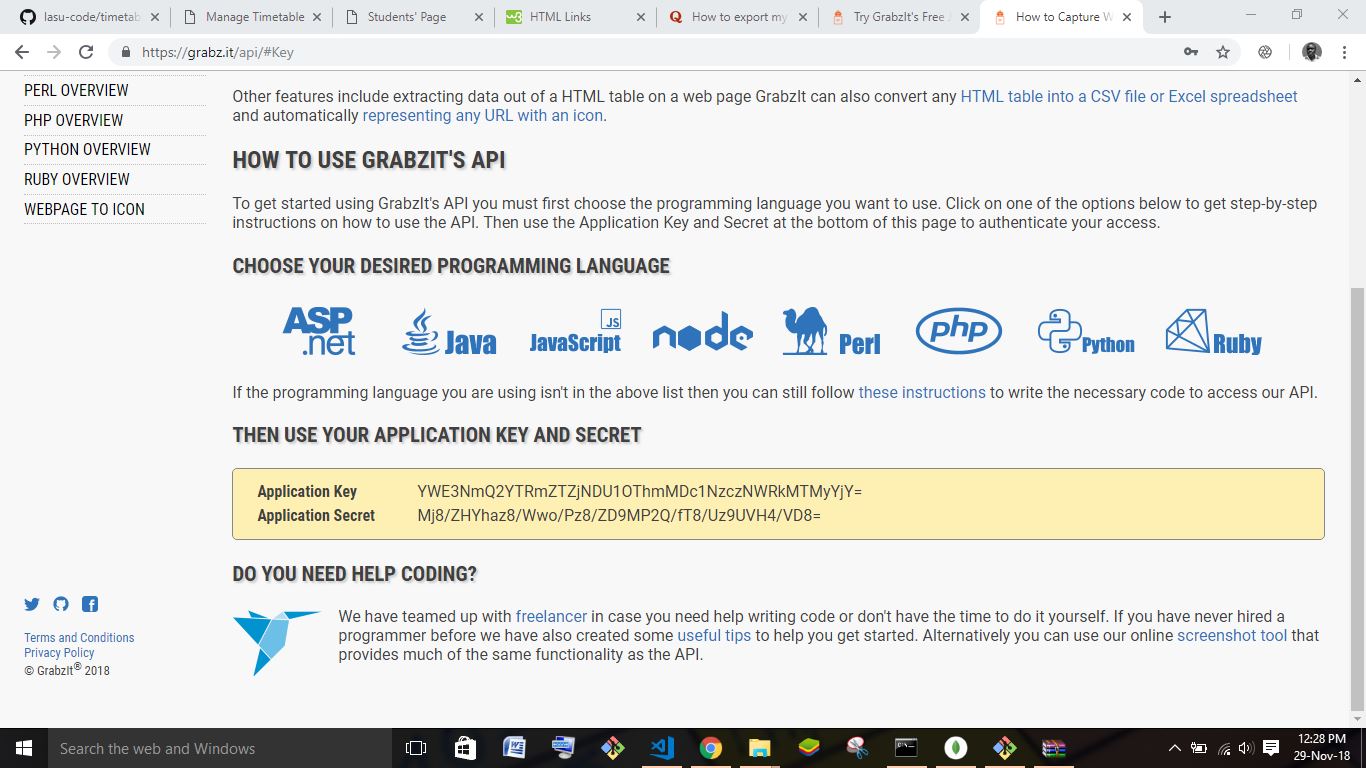 lasu-code/timetab
Manage Timetable
Students' Page
HTML Links
How to export my
Try GrabzIt's Free
How to Capture W
https://grabz.it/api/#Key
PERL OVERVIEW
PHP OVERVIEW
PYTHON OVERVIEW
RUBY OVERVIEW
WEBPAGE TO ICON
Other features include extracting data out of a HTML table on a web page GrabzIt can also convert any HTML table into a CSV file or Excel spreadsheet
and automatically representing any URL with an icon.
HOW TO USE GRABZIT'S API
To get started using GrabzIt's API you must first choose the programming language you want to use. Click on one of the options below to get step-by-step
instructions on how to use the API. Then use the Application Key and Secret at the bottom of this page to authenticate your access.
CHOOSE YOUR DESIRED PROGRAMMING LANGUAGE
ASP.net Java JavaScript JS node Perl php Python Ruby
If the programming language you are using isn't in the above list then you can still follow these instructions to write the necessary code to access our API.
THEN USE YOUR APPLICATION KEY AND SECRET
Application Key YWE3NmQ2YTRmZTZjNDU1OThmMDc1NzczNWRkMTMyYjY=
Application Secret Mj8/ZHYhaz8/Wwo/Pz8/ZD9MP2Q/fT8/Uz9UVH4/VD8=
DO YOU NEED HELP CODING?
We have teamed up with freelancer in case you need help writing code or don't have the time to do it yourself. If you have never hired a
programmer before we have also created some useful tips to help you get started. Alternatively you can use our online screenshot tool that
provides much of the same functionality as the API.
Terms and Conditions
Privacy Policy
© GrabzIt® 2018
Search the web and Windows
12:28 PM
29-Nov-18